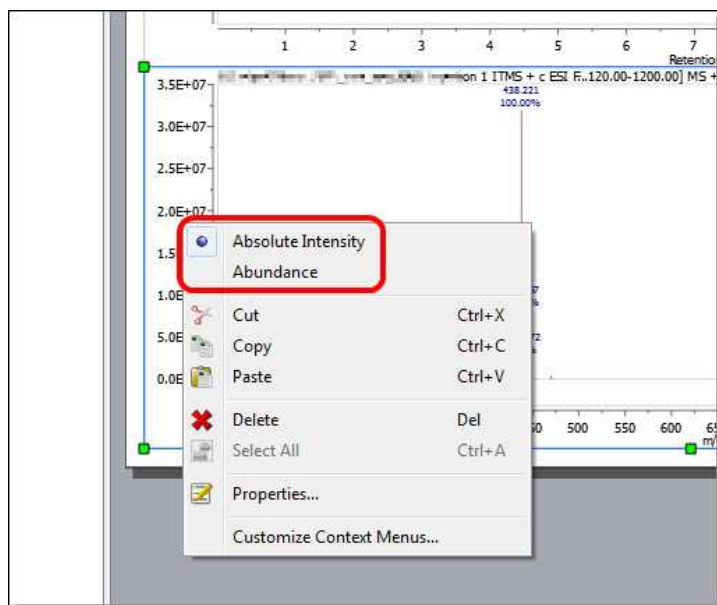 1 2 3 4 5 6 7
Retentio
3.5E+07
1 ITMS + c ESI F..120.00-1200.00] MS +
438.221
100.00%
3.0E+07
2.5E+07
2.0E+07
Absolute Intensity
1.5
Abundance
1.0E
Cut Ctrl+X
5.0E
Copy Ctrl+C
0.0E
Paste Ctrl+V
Delete Del
500 550 600
m/
Select All Ctrl+A
Properties...
Customize Context Menus...